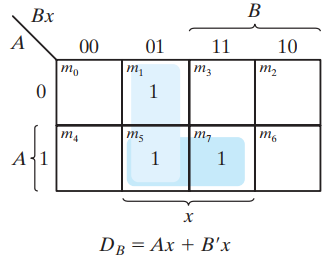 Bx B
A 00 01 11 10
m₀ m₁ m₃ m₂
0 1
m₄ m₅ m₇ m₆
A 1 1 1
x
D_B = Ax + B′x